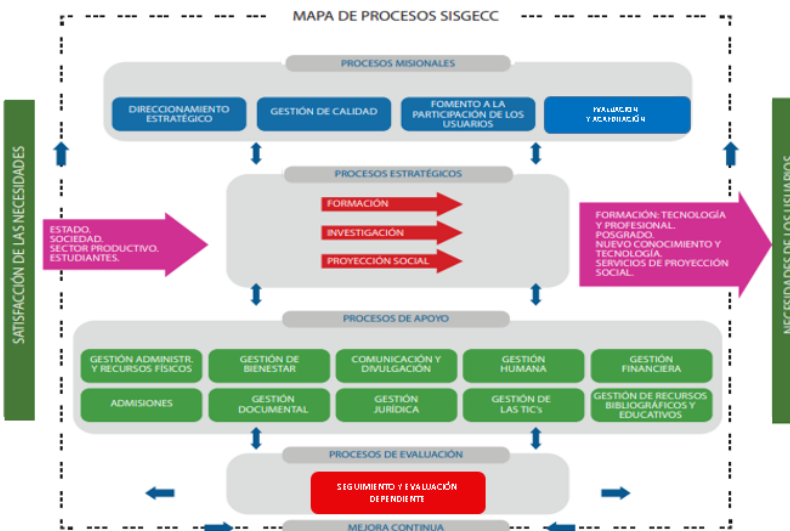 MAPA DE PROCESOS SISGECC
PROCESOS MISIONALES
DIRECCIONAMIENTO
ESTRATÉGICO
GESTIÓN DE CALIDAD
FOMENTO A LA
PARTICIPACIÓN DE LOS
USUARIOS
Y
SATISFACCIÓN DE LAS NECESIDADES
PROCESOS ESTRATÉGICOS
FORMACIÓN
INVESTIGACIÓN
PROYECCIÓN SOCIAL
ESTADO.
SOCIEDAD.
SECTOR PRODUCTIVO.
ESTUDIANTES.
FORMACIÓN: TECNOLOGÍA
Y PROFESIONAL.
POSGRADO.
NUEVO CONOCIMIENTO Y
TECNOLOGÍA.
SERVICIOS DE PROYECCIÓN
SOCIAL.
NECESIDADES DE LOS USUARIOS
PROCESOS DE APOYO
GESTIÓN ADMINISTR.
Y RECURSOS FÍSICOS
GESTIÓN DE
BIENESTAR
COMUNICACIÓN Y
DIVULGACIÓN
GESTIÓN
HUMANA
GESTIÓN
FINANCIERA
ADMISIONES
GESTIÓN
DOCUMENTAL
GESTIÓN
JURÍDICA
GESTIÓN DE
LAS TIC's
GESTIÓN DE RECURSOS
BIBLIOGRÁFICOS Y
EDUCATIVOS
PROCESOS DE EVALUACIÓN
SEGUIMIENTO Y EVALUACIÓN
DEPENDIENTE
MEJORA CONTINUA